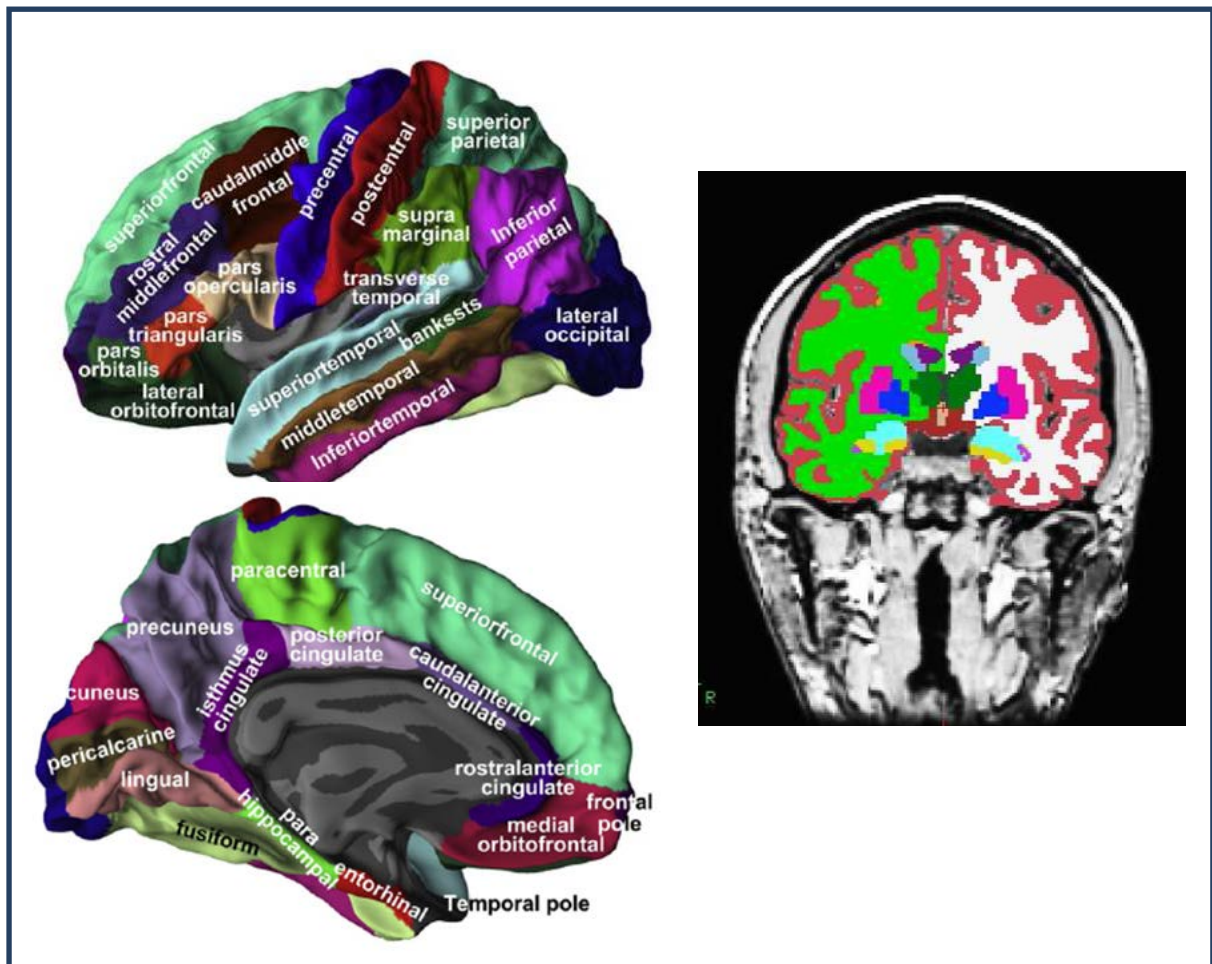 superiorfrontal
caudalmiddle
frontal
precentral
postcentral
superior
parietal
rostral
middlefrontal
pars
opercularis
supra
marginal
Inferior
parietal
pars
triangularis
transverse
temporal
pars
orbitalis
lateral
orbitofrontal
superiortemporal
bankssts
lateral
occipital
middletemporal
Inferiortemporal
paracentral
superiorfrontal
precuneus
posterior
cingulate
isthmus
cingulate
caudalanterior
cingulate
cuneus
pericalcarine
lingual
rostralanterior
cingulate
frontal
pole
medial
orbitofrontal
para
hippocampal
fusiform
entorhinal
Temporal pole
R